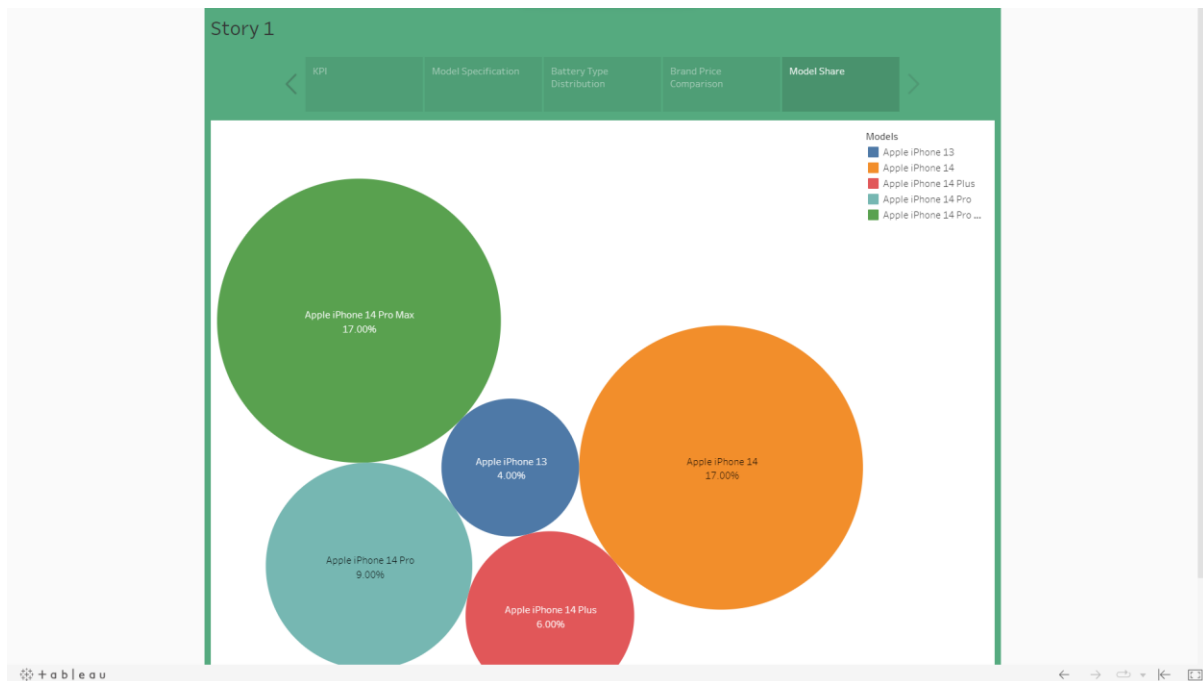 Story 1
KPI
Model Specification
Battery Type
Distribution
Brand Price
Comparison
Model Share
Models
Apple iPhone 13
Apple iPhone 14
Apple iPhone 14 Plus
Apple iPhone 14 Pro
Apple iPhone 14 Pro ...
Apple iPhone 14 Pro Max
17.00%
Apple iPhone 13
4.00%
Apple iPhone 14
17.00%
Apple iPhone 14 Pro
9.00%
Apple iPhone 14 Plus
6.00%
+ableau